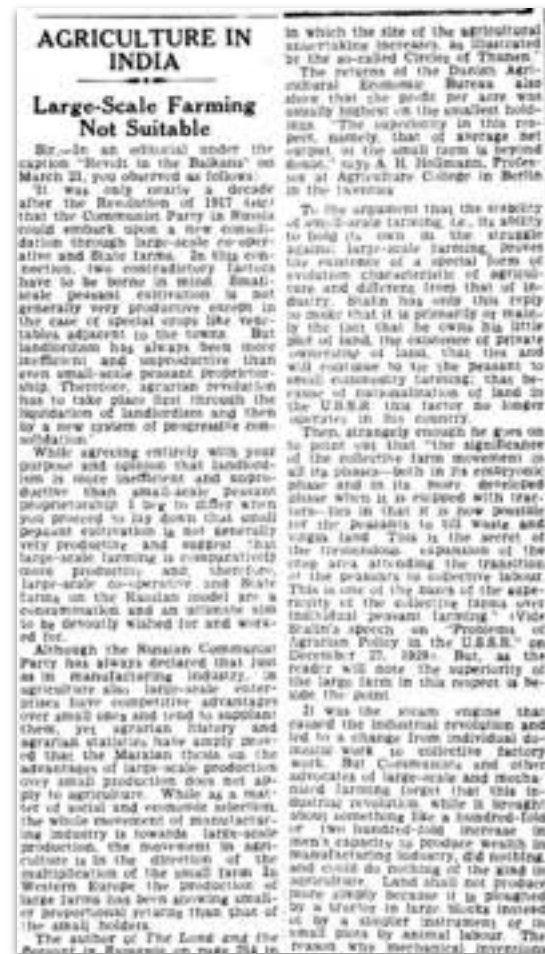 AGRICULTURE IN
INDIA
Large-Scale Farming
Not Suitable
Sir,—In an editorial under the
caption "Revolt in the Balkans" on
March 21, you observed as follows:
"It was only nearly a decade
after the Revolution of 1917
that the Communist Party in Russia
could embark upon a new consoli-
dation through large-scale co-oper-
ative and State farms. In this con-
nection, two contradictory factors
have to be borne in mind. Small-
scale peasant cultivation is not
generally very productive except in
the case of special crops like vege-
tables adjacent to the towns. But
landlordism has always been more
inefficient and unproductive than
even small-scale peasant proprietor-
ship. Therefore, agrarian revolution
has to take place first through the
liquidation of landlordism and then
by a new system of progressive con-
solidation."
While agreeing entirely with your
purpose and opinion that landlord-
ism is more inefficient and unpro-
ductive than small-scale peasant
proprietorship I beg to differ when
you proceed to lay down that small
peasant cultivation is not generally
very productive and suggest that
large-scale farming is comparatively
more productive and therefore,
large-scale co-operative and State
farms on the Russian model are a
consummation and an ultimate aim
to be devoutly wished for and work-
ed for.
Although the Russian Communist
Party has always declared that just
as in manufacturing industry, in
agriculture also large-scale enter-
prises have competitive advantages
over small ones and tend to supplant
them, yet agrarian history and
agrarian statistics have amply prov-
ed that the Marxian thesis on the
advantages of large-scale production
over small production does not ap-
ply to agriculture. While as a mat-
ter of social and economic selection,
the whole movement of manufactur-
ing industry is towards large-scale
production, the movement in agri-
culture is in the direction of the
multiplication of the small farm. In
Western Europe the production of
large farms has been showing small-
er proportional returns than that of
the small holders.
The author of The Land and the
Peasant in Rumania on page 254 in
in which the size of the agricultural
undertaking increases, as illustrated
by the so-called Circles of Thunen."
The returns of the Danish Agri-
cultural Economic Bureau also
show that the profit per acre was
usually highest on the smallest hold-
ings. "The superiority in this res-
pect, namely, that of average net
output, of the small farm is beyond
doubt," says A. H. Hollmann, Profes-
sor at Agriculture College in Berlin
in the
To the argument that the stability
of small-scale farming, i.e., its ability
to hold its own in the struggle
against large-scale farming, proves
the existence of a special form of
evolution characteristic of agricul-
ture and different from that of in-
dustry, Stalin has only this reply
to make that it is primarily or main-
ly the fact that he owns his little
plot of land, the existence of private
ownership of land, that ties and
will continue to tie the peasant to
small commodity farming; that be-
cause of nationalization of land in
the U.S.S.R. this factor no longer
operates in his country.
Then, strangely enough he goes on
to point out that "the significance
of the collective farm movement in
all its phases—both in its embryonic
phase and in its more developed
phase when it is equipped with trac-
tors—lies in that it is now possible
for the peasants to till waste and
virgin land. This is the secret of
the tremendous expansion of the
crop area attending the transition
of the peasants to collective labour.
This is one of the bases of the supe-
riority of the collective farms over
individual peasant farming." (Vide
Stalin's speech on "Problems of
Agrarian Policy in the U.S.S.R." on
December 27, 1929). But, as the
reader will note the superiority of
the large farm in this respect is be-
side the point.
It was the steam engine that
caused the industrial revolution and
led to a change from individual do-
mestic work to collective factory
work. But Communists and other
advocates of large-scale and mecha-
nised farming forget that this in-
dustrial revolution, while it brought
about something like a hundred-fold
or two hundred-fold increase in
men's capacity to produce wealth in
manufacturing industry, did nothing
and could do nothing of the kind in
agriculture. Land shall not produce
more simply because it is ploughed
by a tractor in large blocks instead
of by a simpler instrument or in
small plots by animal labour. The
reason why mechanical inventions